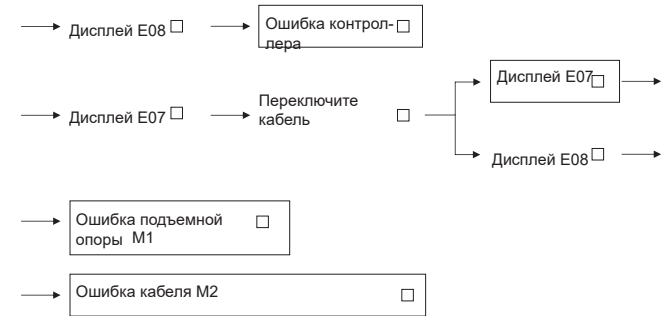 Дисплей E08
Ошибка контрол-
лера
Дисплей E07
Переключите
кабель
Дисплей E07
Дисплей E08
Ошибка подъемной
опоры M1
Ошибка кабеля M2